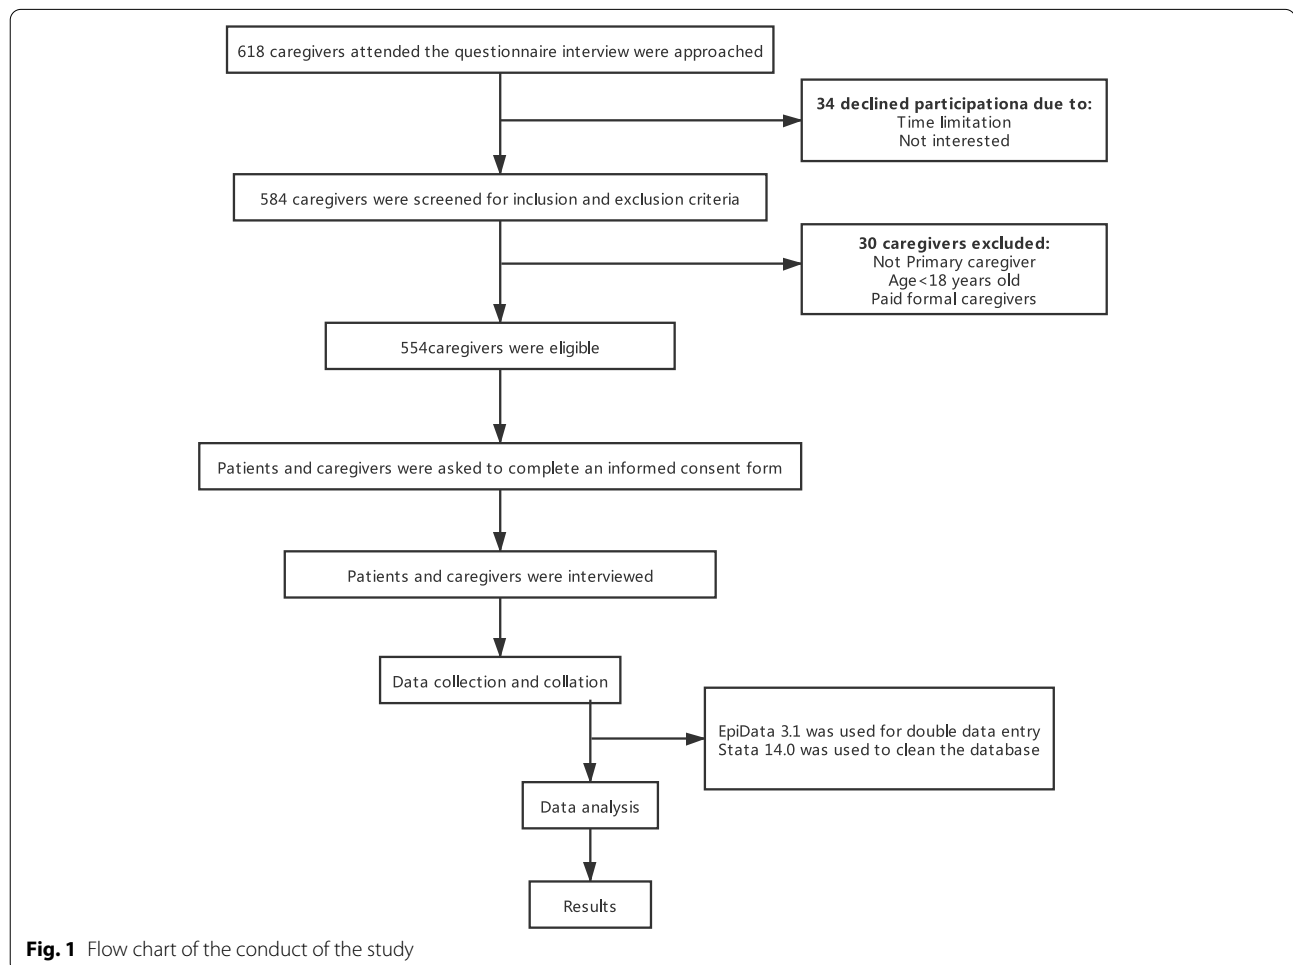 618 caregivers attended the questionnaire interview were approached
34 declined participationa due to:
Time limitation
Not interested
584 caregivers were screened for inclusion and exclusion criteria
30 caregivers excluded:
Not Primary caregiver
Age<18 years old
Paid formal caregivers
554caregivers were eligible
Patients and caregivers were asked to complete an informed consent form
Patients and caregivers were interviewed
Data collection and collation
EpiData 3.1 was used for double data entry
Stata 14.0 was used to clean the database
Data analysis
Results
Fig. 1 Flow chart of the conduct of the study